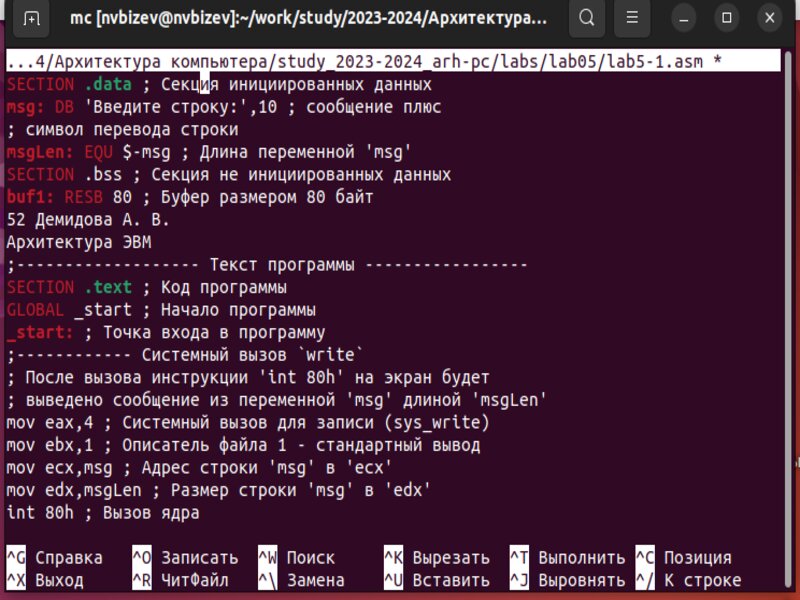 mc [nvbizev@nvbizev]:~/work/study/2023-2024/Архитектура...
...4/Архитектура компьютера/study_2023-2024_arh-pc/labs/lab05/lab5-1.asm *
SECTION .data ; Секция инициированных данных
msg: DB 'Введите строку:',10 ; сообщение плюс
; символ перевода строки
msgLen: EQU $-msg ; Длина переменной 'msg'
SECTION .bss ; Секция не инициированных данных
buf1: RESB 80 ; Буфер размером 80 байт
52 Демидова А. В.
Архитектура ЭВМ
;------------------- Текст программы -----------------
SECTION .text ; Код программы
GLOBAL _start ; Начало программы
_start: ; Точка входа в программу
;------------ Системный вызов `write`
; После вызова инструкции 'int 80h' на экран будет
; выведено сообщение из переменной 'msg' длиной 'msgLen'
mov eax,4 ; Системный вызов для записи (sys_write)
mov ebx,1 ; Описатель файла 1 - стандартный вывод
mov ecx,msg ; Адрес строки 'msg' в 'ecx'
mov edx,msgLen ; Размер строки 'msg' в 'edx'
int 80h ; Вызов ядра
^G Справка ^O Записать ^W Поиск ^K Вырезать ^T Выполнить ^C Позиция
^X Выход ^R ЧитФайл ^\ Замена ^U Вставить ^J Выровнять ^/ К строке